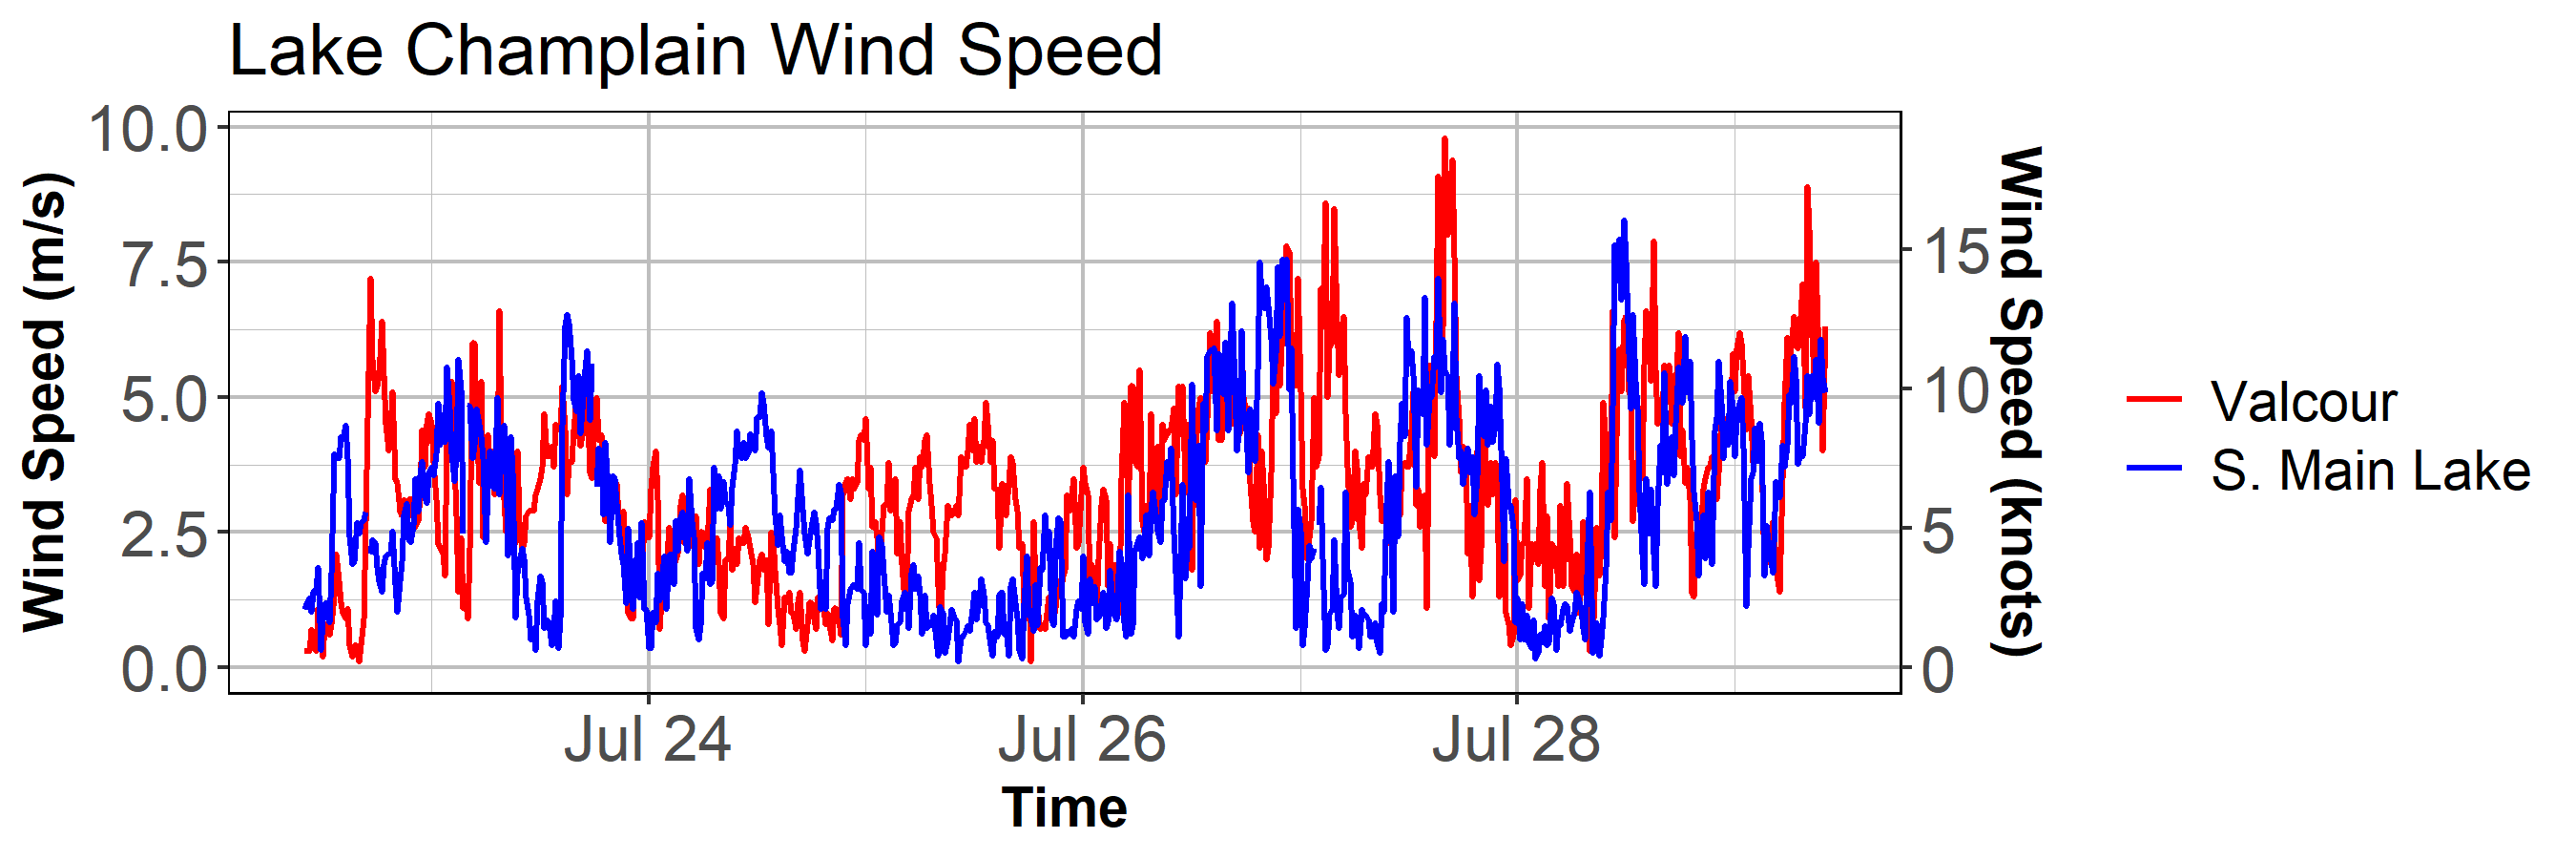 Lake Champlain Wind Speed
Wind Speed (m/s)
10.0
7.5
5.0
2.5
0.0
Jul 24
Jul 26
Jul 28
Time
15
10
5
0
Wind Speed (knots)
Valcour
S. Main Lake